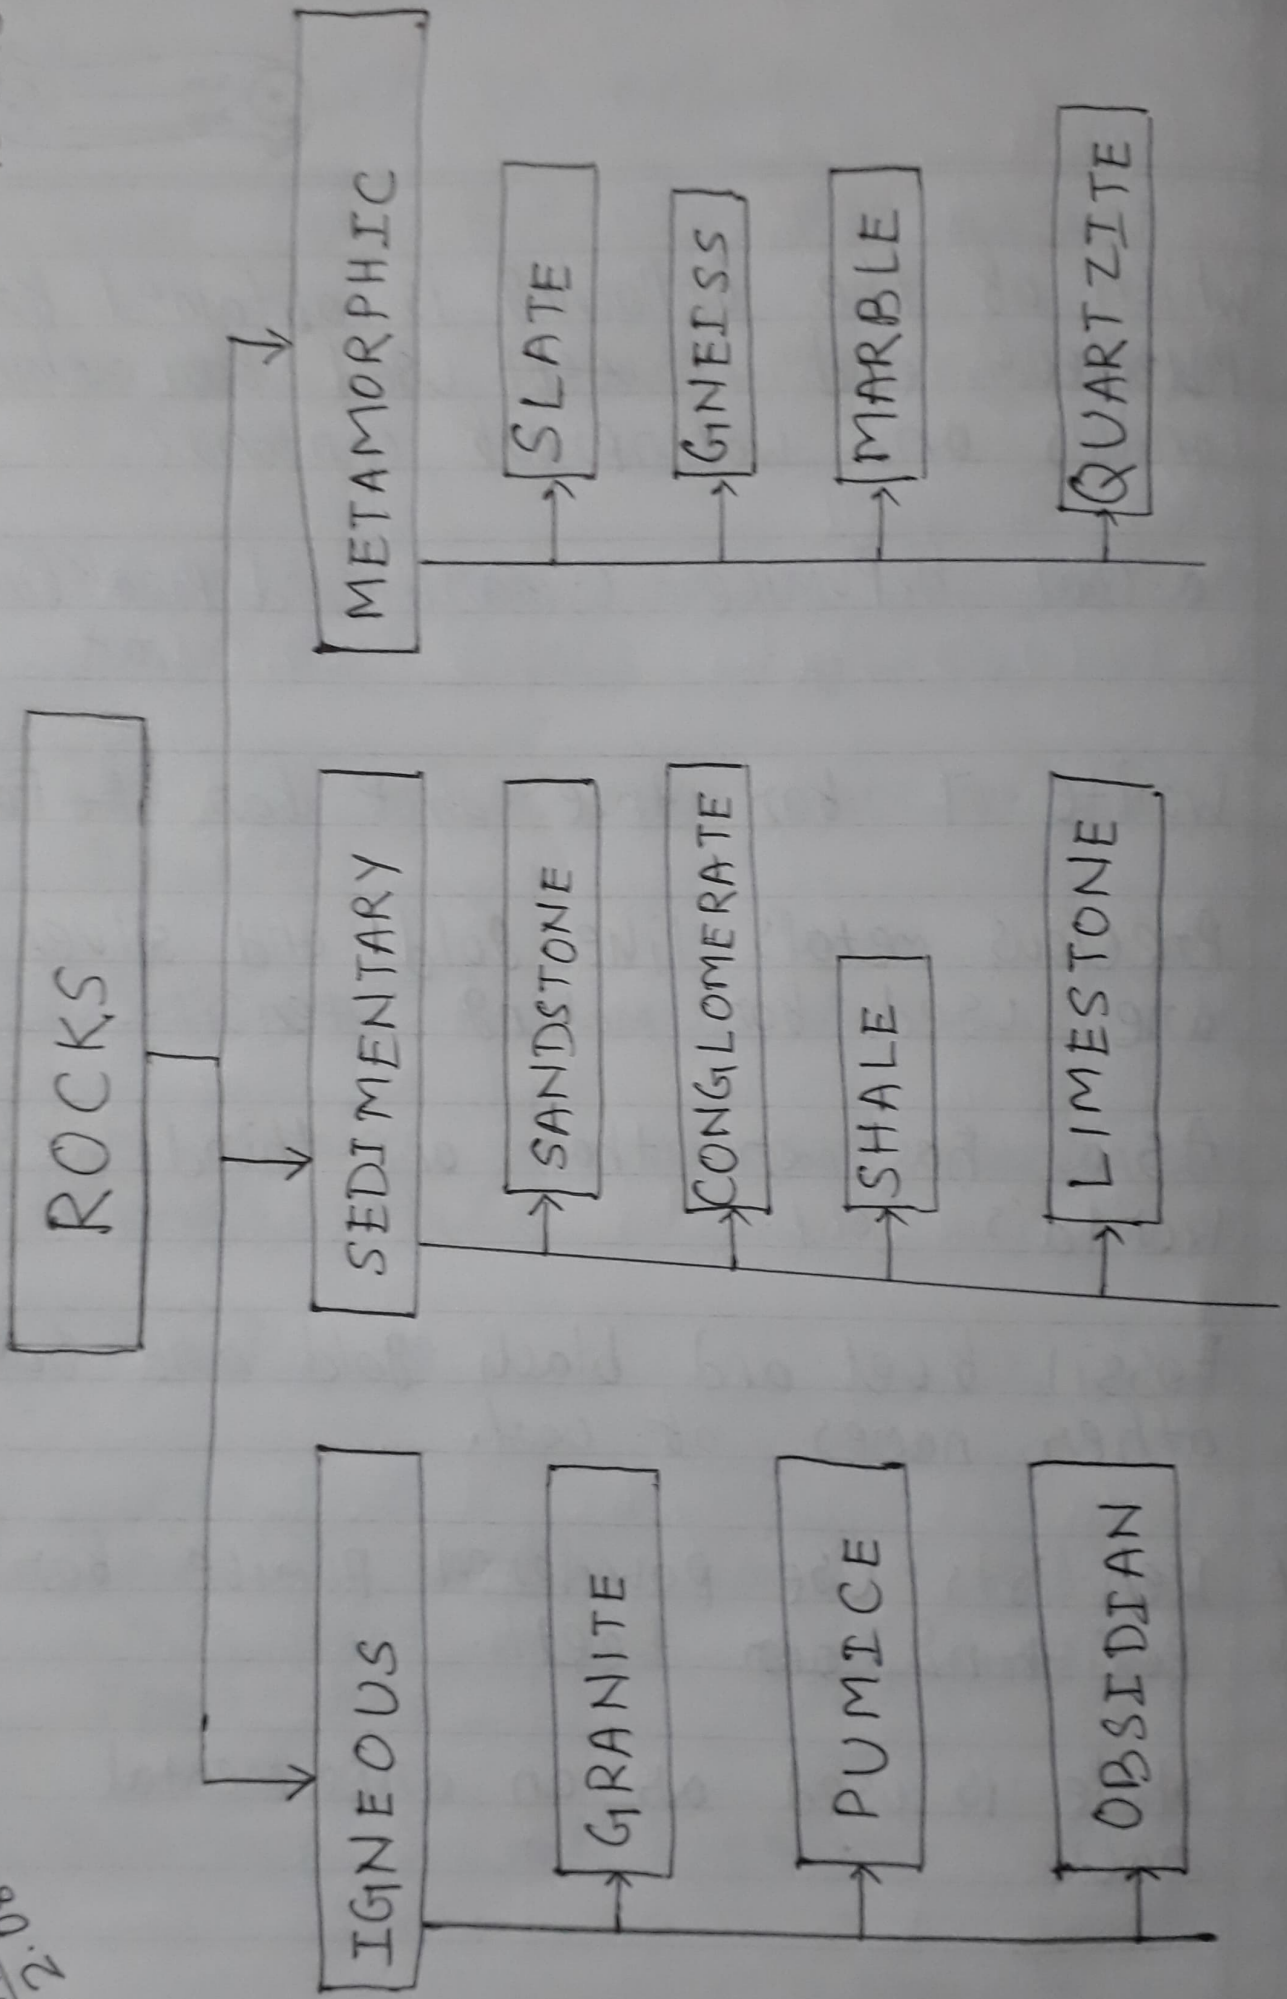 ROCKS
IGNEOUS
SEDIMENTARY
METAMORPHIC
GRANITE
PUMICE
OBSIDIAN
SANDSTONE
CONGLOMERATE
SHALE
LIMESTONE
SLATE
GNEISS
MARBLE
QUARTZITE